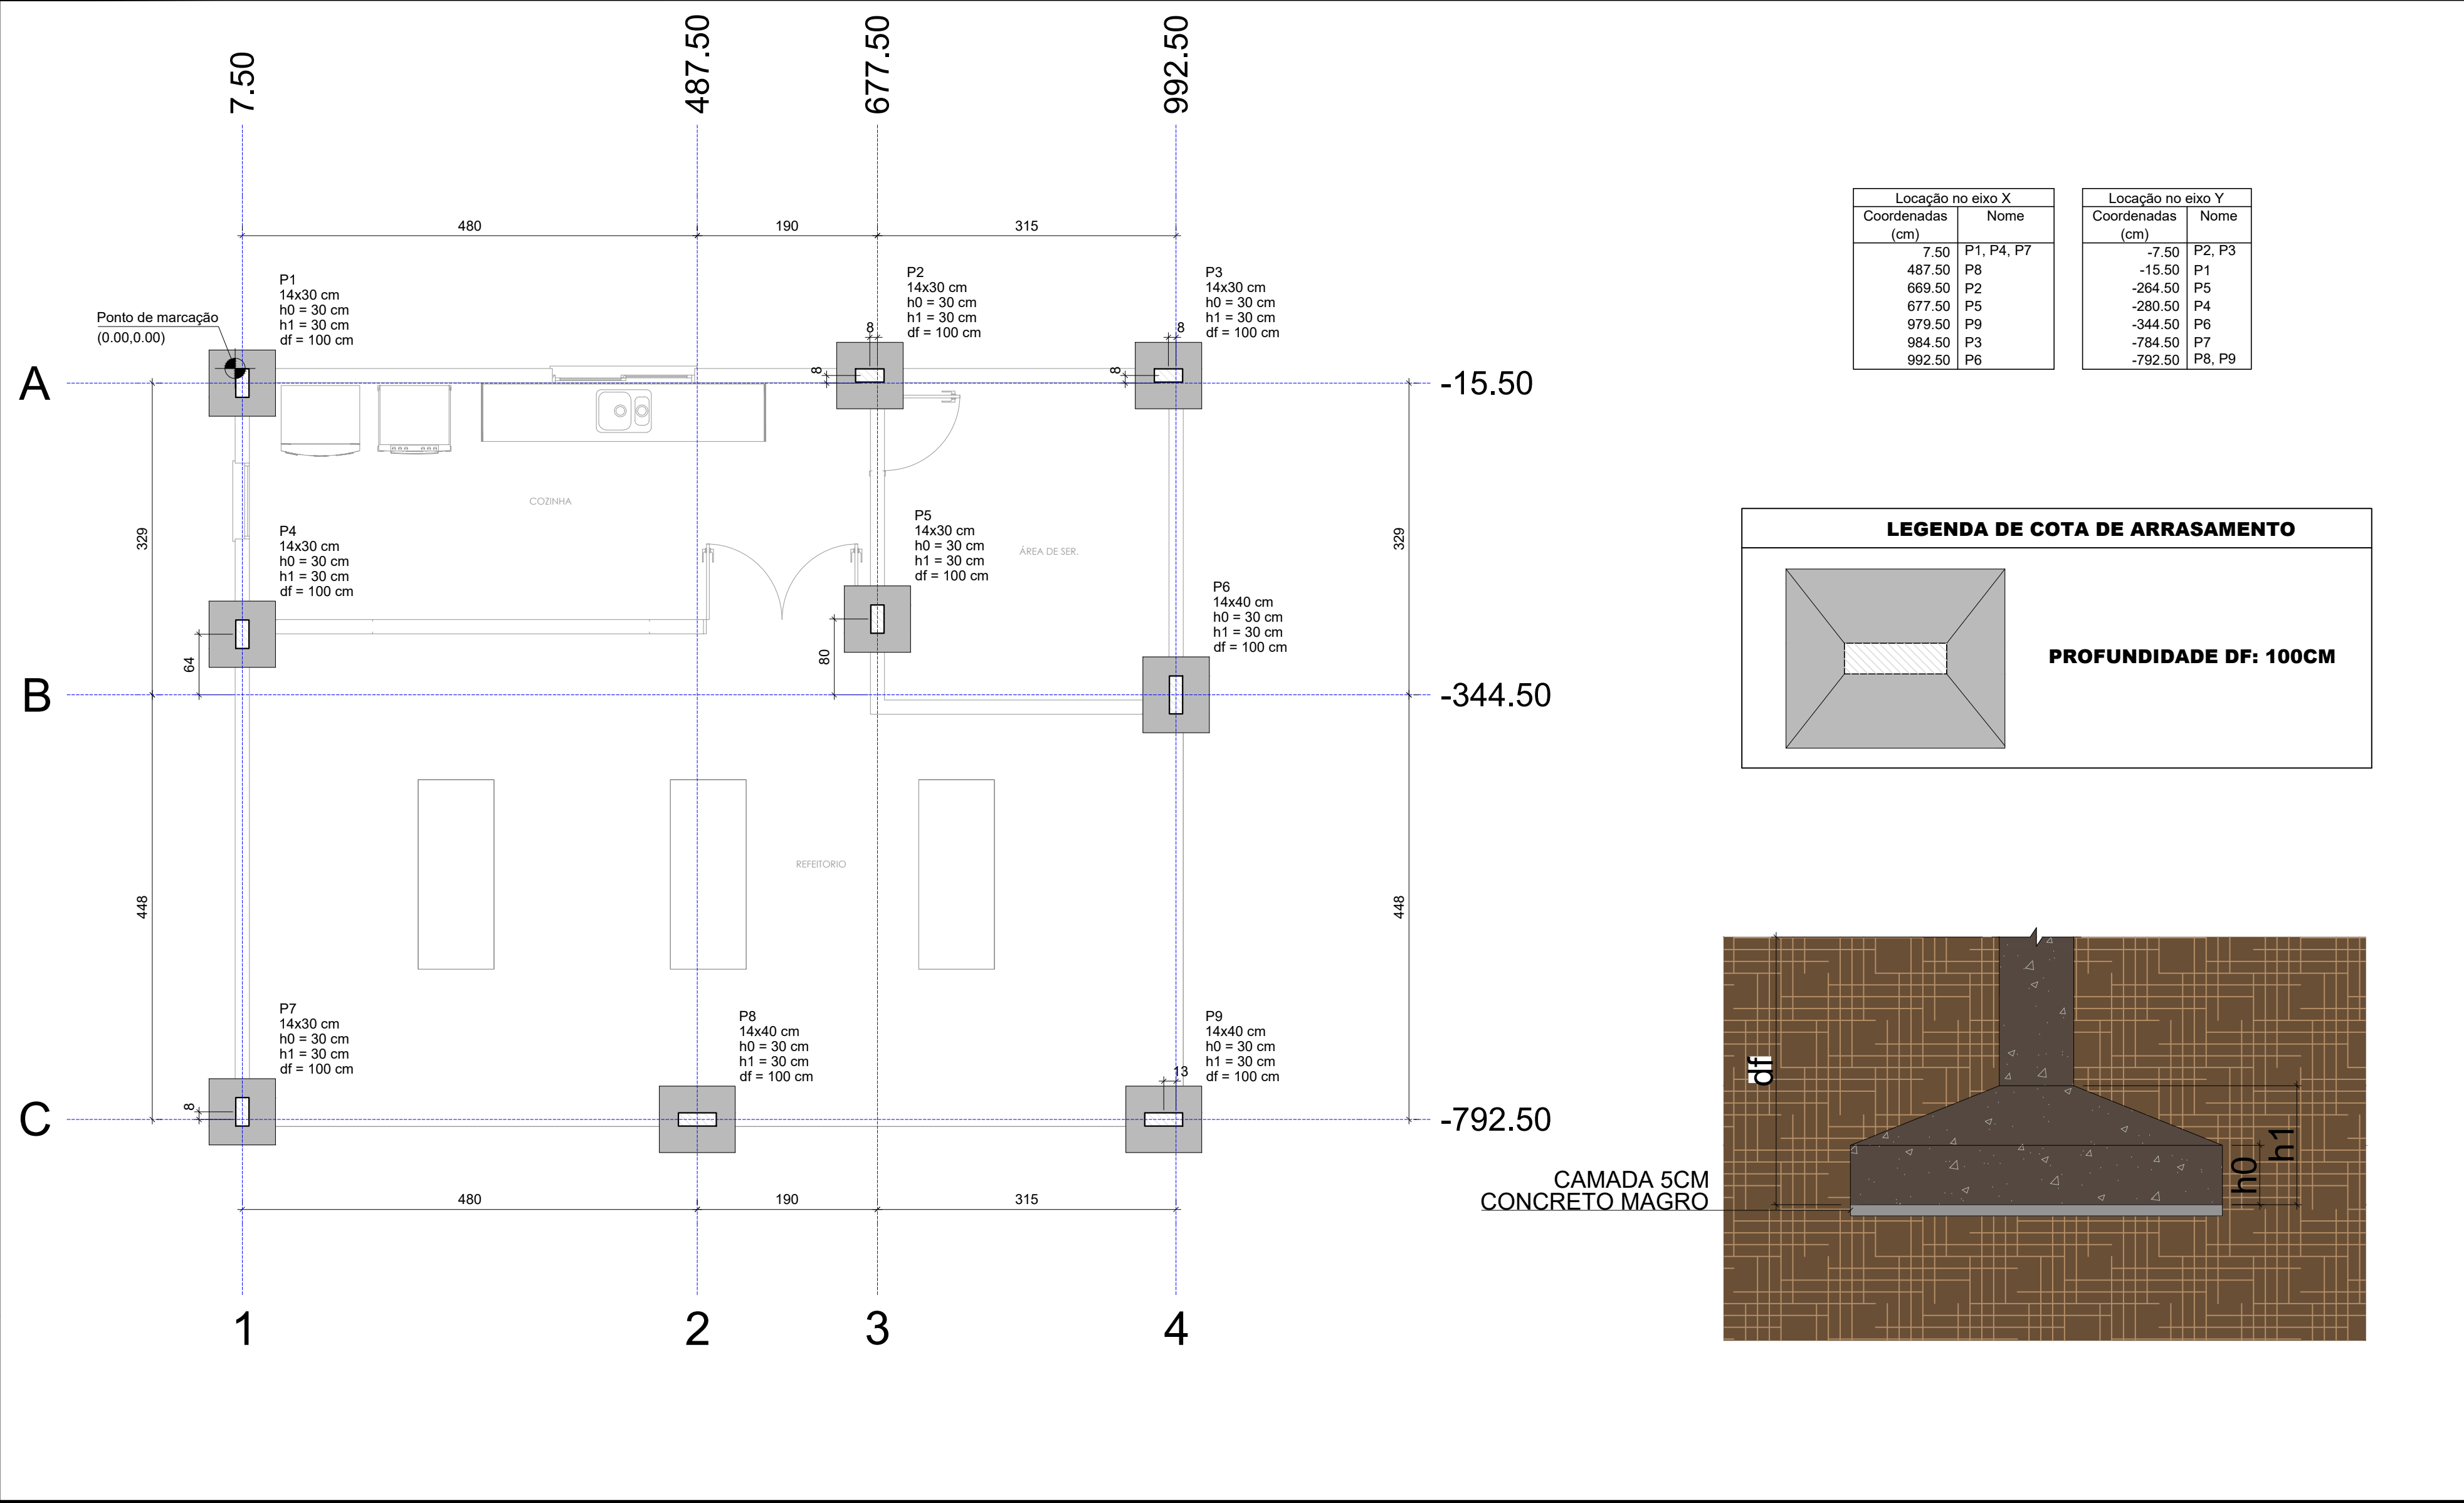 7.50
487.50
677.50
992.50
480
190
315
P1
14x30 cm
h0 = 30 cm
h1 = 30 cm
df = 100 cm
P2
14x30 cm
h0 = 30 cm
h1 = 30 cm
df = 100 cm
P3
14x30 cm
h0 = 30 cm
h1 = 30 cm
df = 100 cm
Ponto de marcação
(0.00,0.00)
8
8
8
8
A
-15.50
COZINHA
329
329
P4
14x30 cm
h0 = 30 cm
h1 = 30 cm
df = 100 cm
P5
14x30 cm
h0 = 30 cm
h1 = 30 cm
df = 100 cm
ÁREA DE SER.
P6
14x40 cm
h0 = 30 cm
h1 = 30 cm
df = 100 cm
64
80
B
-344.50
REFEITORIO
448
448
P7
14x30 cm
h0 = 30 cm
h1 = 30 cm
df = 100 cm
P8
14x40 cm
h0 = 30 cm
h1 = 30 cm
df = 100 cm
P9
14x40 cm
h0 = 30 cm
h1 = 30 cm
df = 100 cm
13
8
C
-792.50
480
190
315
1
2
3
4
Locação no eixo X
Coordenadas (cm) Nome
7.50 P1, P4, P7
487.50 P8
669.50 P2
677.50 P5
979.50 P9
984.50 P3
992.50 P6
Locação no eixo Y
Coordenadas (cm) Nome
-7.50 P2, P3
-15.50 P1
-264.50 P5
-280.50 P4
-344.50 P6
-784.50 P7
-792.50 P8, P9
LEGENDA DE COTA DE ARRASAMENTO
PROFUNDIDADE DF: 100CM
df
h0
h1
CAMADA 5CM
CONCRETO MAGRO